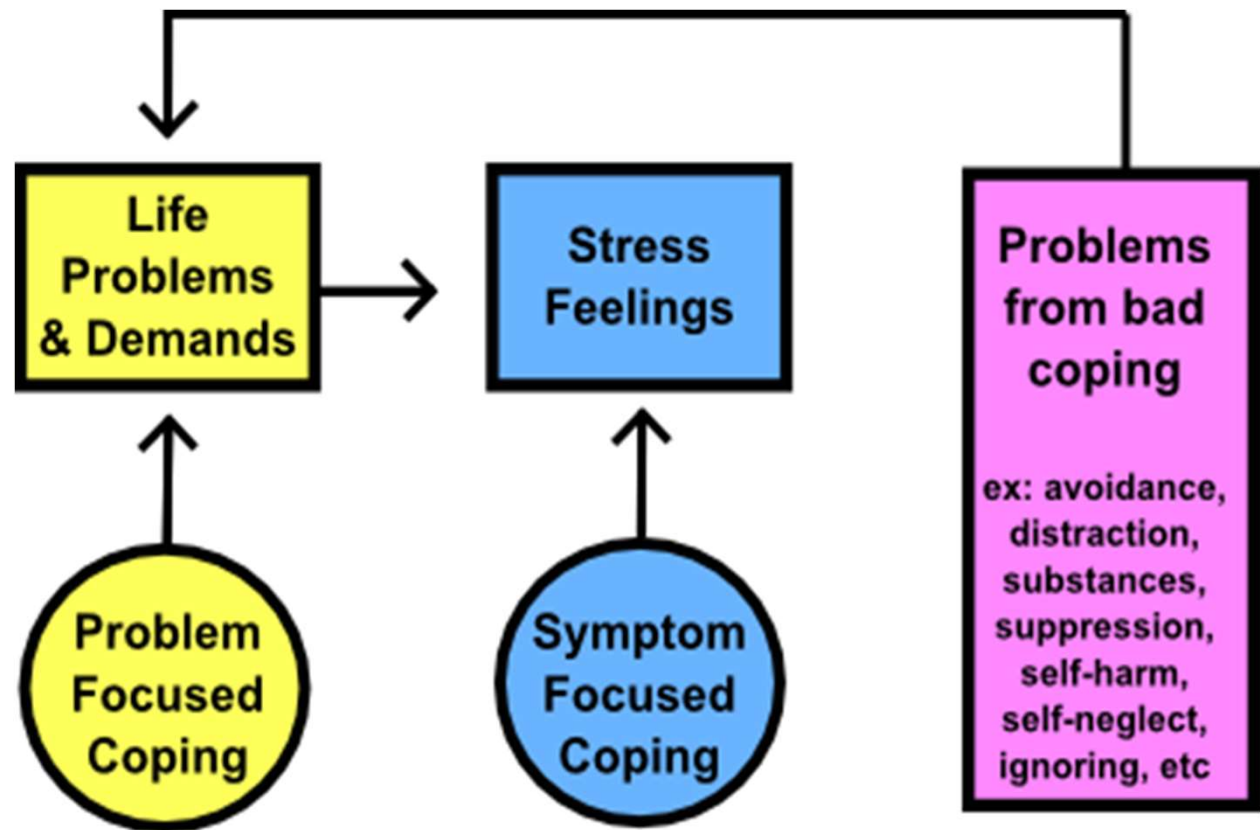 Life
Problems
& Demands
Stress
Feelings
Problems
from bad
coping
ex: avoidance,
distraction,
substances,
suppression,
self-harm,
self-neglect,
ignoring, etc
Problem
Focused
Coping
Symptom
Focused
Coping